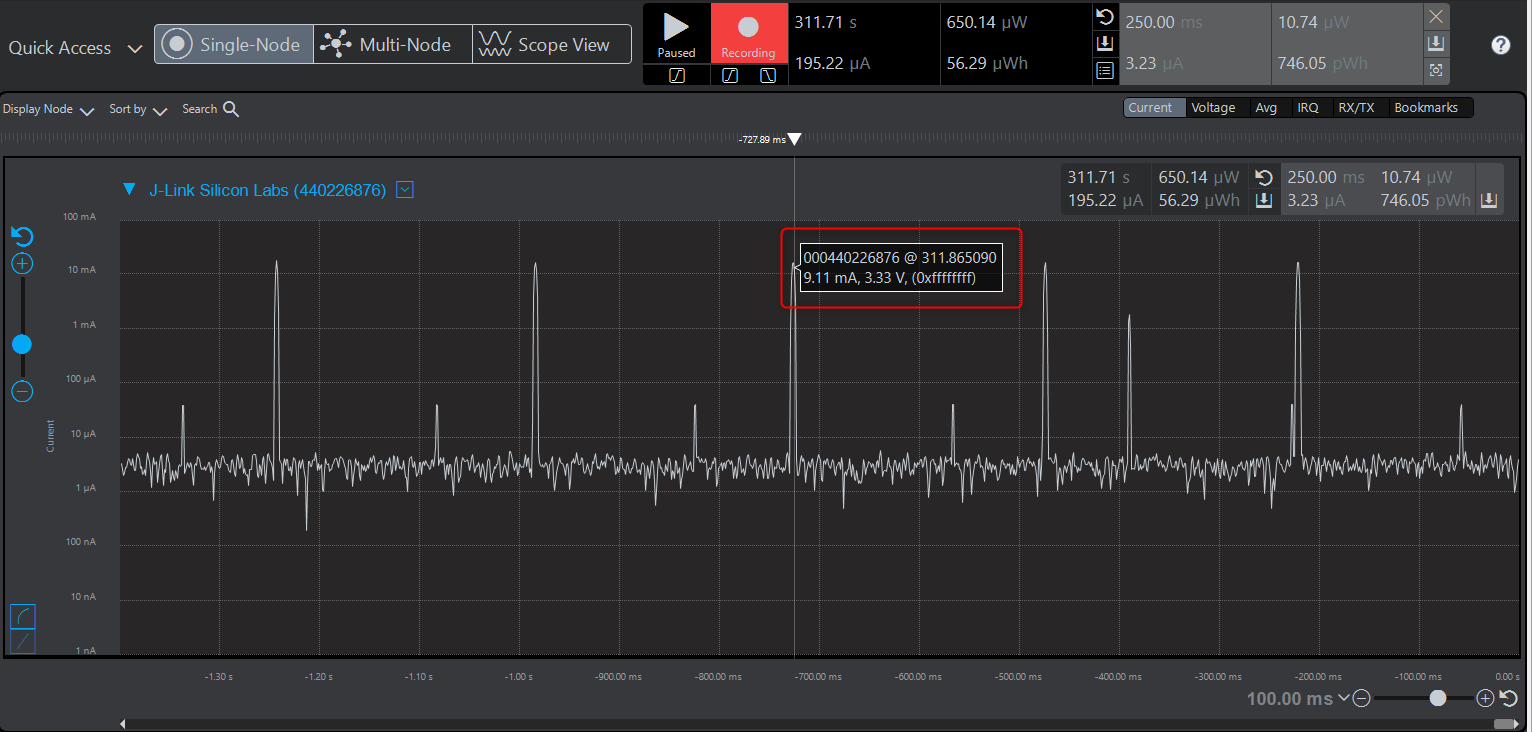 Quick Access
Single-Node
Multi-Node
Scope View
Paused
Recording
311.71 s
650.14 µW
195.22 µA
56.29 µWh
250.00 ms
10.74 µW
3.23 µA
746.05 pWh
Display Node
Sort by
Search
Current
Voltage
Avg
IRQ
RX/TX
Bookmarks
-727.89 ms
J-Link Silicon Labs (440226876)
311.71 s 650.14 µW
195.22 µA 56.29 µWh
250.00 ms 10.74 µW
3.23 µA 746.05 pWh
100 mA
10 mA
1 mA
100 µA
10 µA
1 µA
100 nA
10 nA
1 nA
Current
000440226876 @ 311.865090
9.11 mA, 3.33 V, (0xffffffff)
-1.30 s
-1.20 s
-1.10 s
-1.00 s
-900.00 ms
-800.00 ms
-700.00 ms
-600.00 ms
-500.00 ms
-400.00 ms
-300.00 ms
-200.00 ms
-100.00 ms
0.00 s
100.00 ms